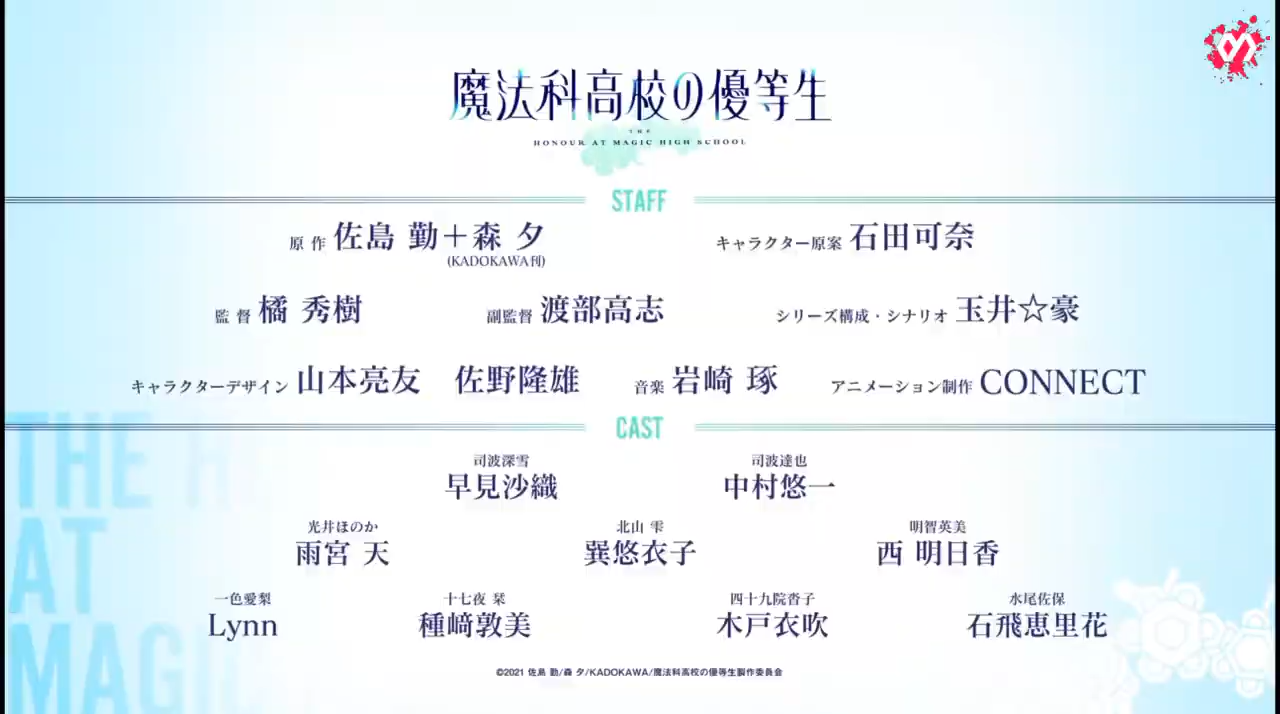 魔法科高校の優等生
THE
HONOUR AT MAGIC HIGH SCHOOL
STAFF
原作 佐島 勤＋森 夕 キャラクター原案 石田可奈
(KADOKAWA刊)
監督 橘 秀樹 副監督 渡部高志 シリーズ構成・シナリオ 玉井☆豪
キャラクターデザイン 山本亮友 佐野隆雄 音楽 岩崎 琢 アニメーション制作 CONNECT
CAST
司波深雪 司波達也
早見沙織 中村悠一
光井ほのか 北山 雫 明智英美
雨宮 天 巽悠衣子 西 明日香
一色愛梨 十七夜 栞 四十九院沓子 水尾佐保
Lynn 種﨑敦美 木戸衣吹 石飛恵里花
©2021 佐島 勤/森 夕/KADOKAWA/魔法科高校の優等生製作委員会
THE H
AT
MAGI